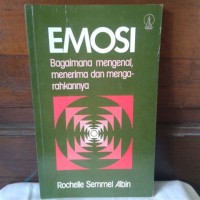 EMOSI
Bagaimana mengenal,
menerima dan menga-
rahkannya
Rochelle Semmel Albin